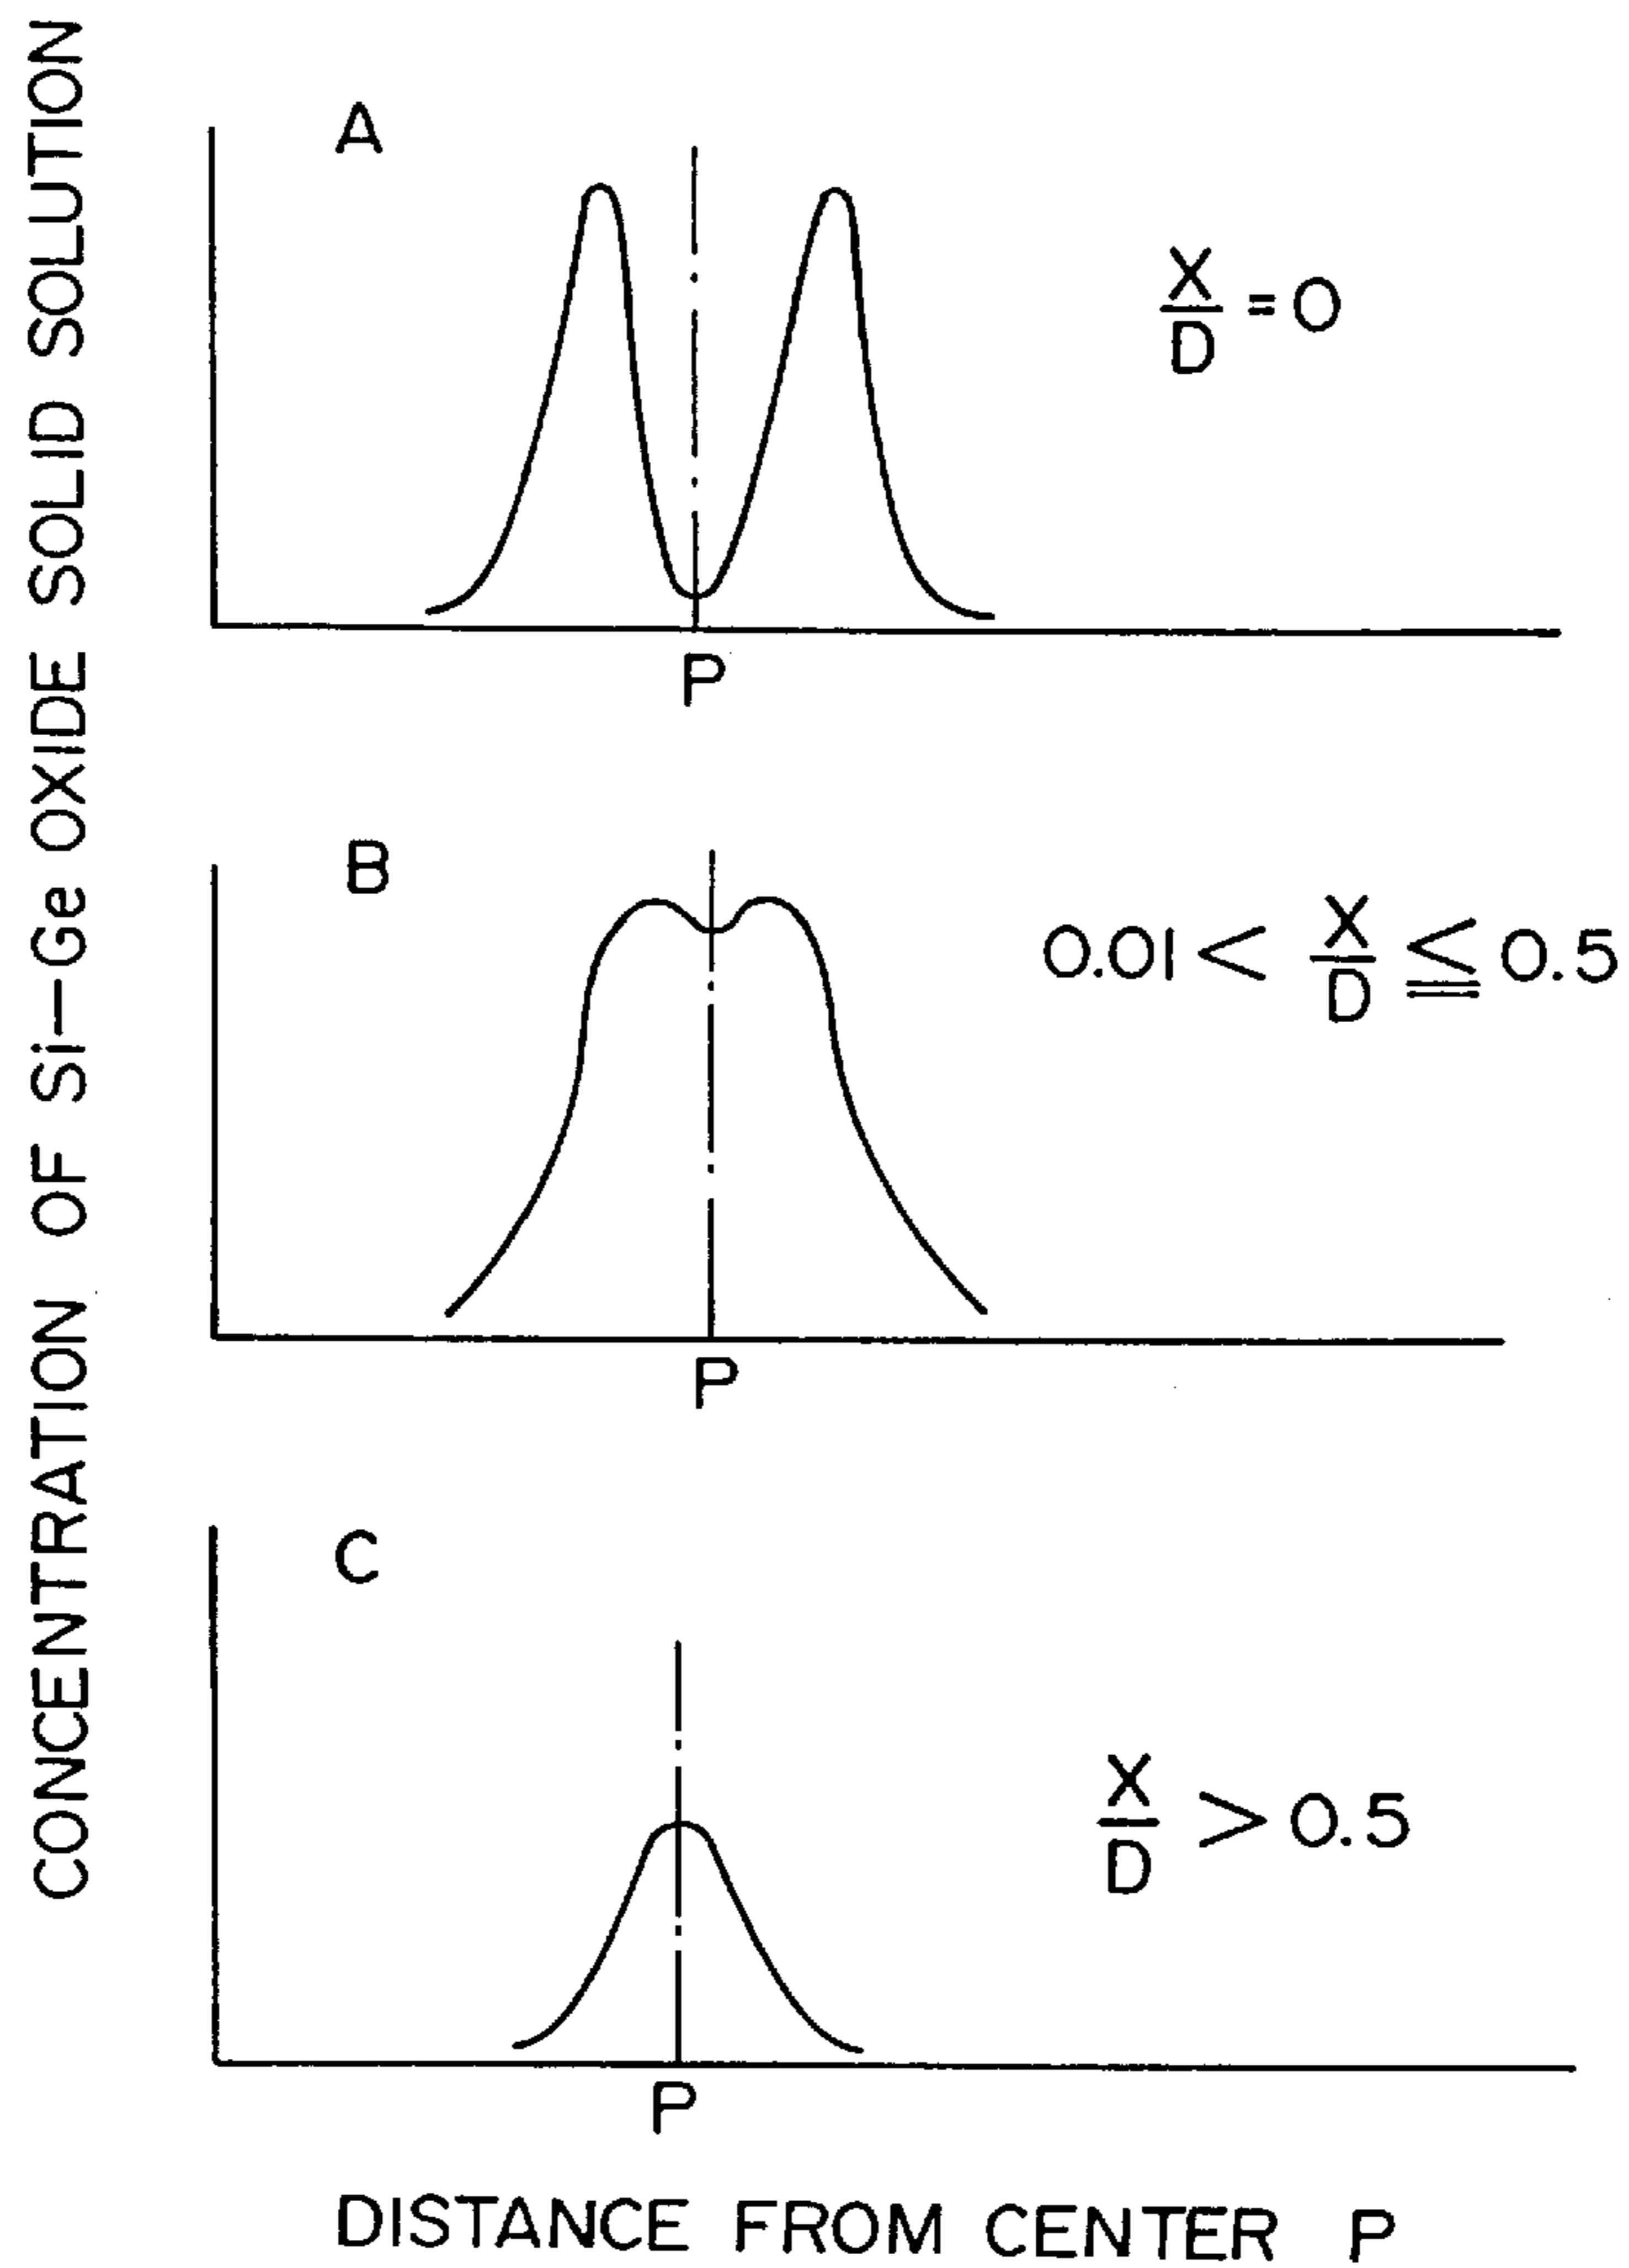 CONCENTRATION OF Si-Ge OXIDE SOLID SOLUTION
A
X/D = 0
P
B
0.01 < X/D ≦ 0.5
P
C
X/D > 0.5
P
DISTANCE FROM CENTER P